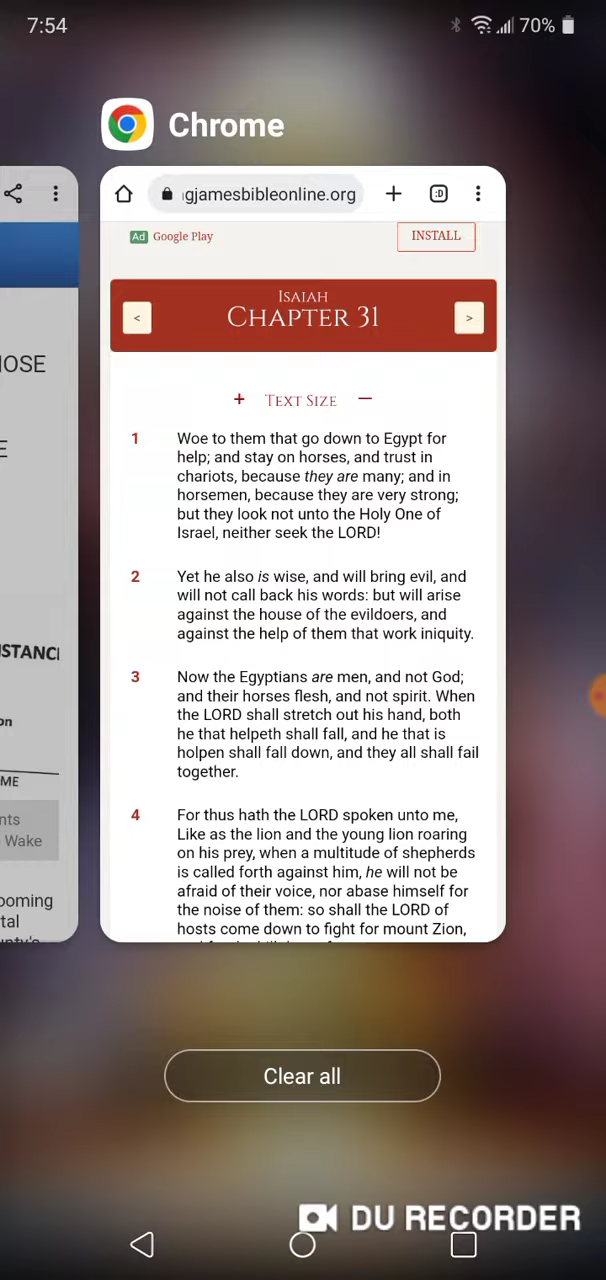 7:54
70%
Chrome
gjamesbibleonline.org
:D
Ad Google Play
INSTALL
ISAIAH
< CHAPTER 31 >
+ TEXT SIZE −
1 Woe to them that go down to Egypt for
help; and stay on horses, and trust in
chariots, because they are many; and in
horsemen, because they are very strong;
but they look not unto the Holy One of
Israel, neither seek the LORD!
2 Yet he also is wise, and will bring evil, and
will not call back his words: but will arise
against the house of the evildoers, and
against the help of them that work iniquity.
3 Now the Egyptians are men, and not God;
and their horses flesh, and not spirit. When
the LORD shall stretch out his hand, both
he that helpeth shall fall, and he that is
holpen shall fall down, and they all shall fail
together.
4 For thus hath the LORD spoken unto me,
Like as the lion and the young lion roaring
on his prey, when a multitude of shepherds
is called forth against him, he will not be
afraid of their voice, nor abase himself for
the noise of them: so shall the LORD of
hosts come down to fight for mount Zion,
IOSE
E
STANCI
on
ME
nts
Wake
ooming
tal
unty's
Clear all
DU RECORDER